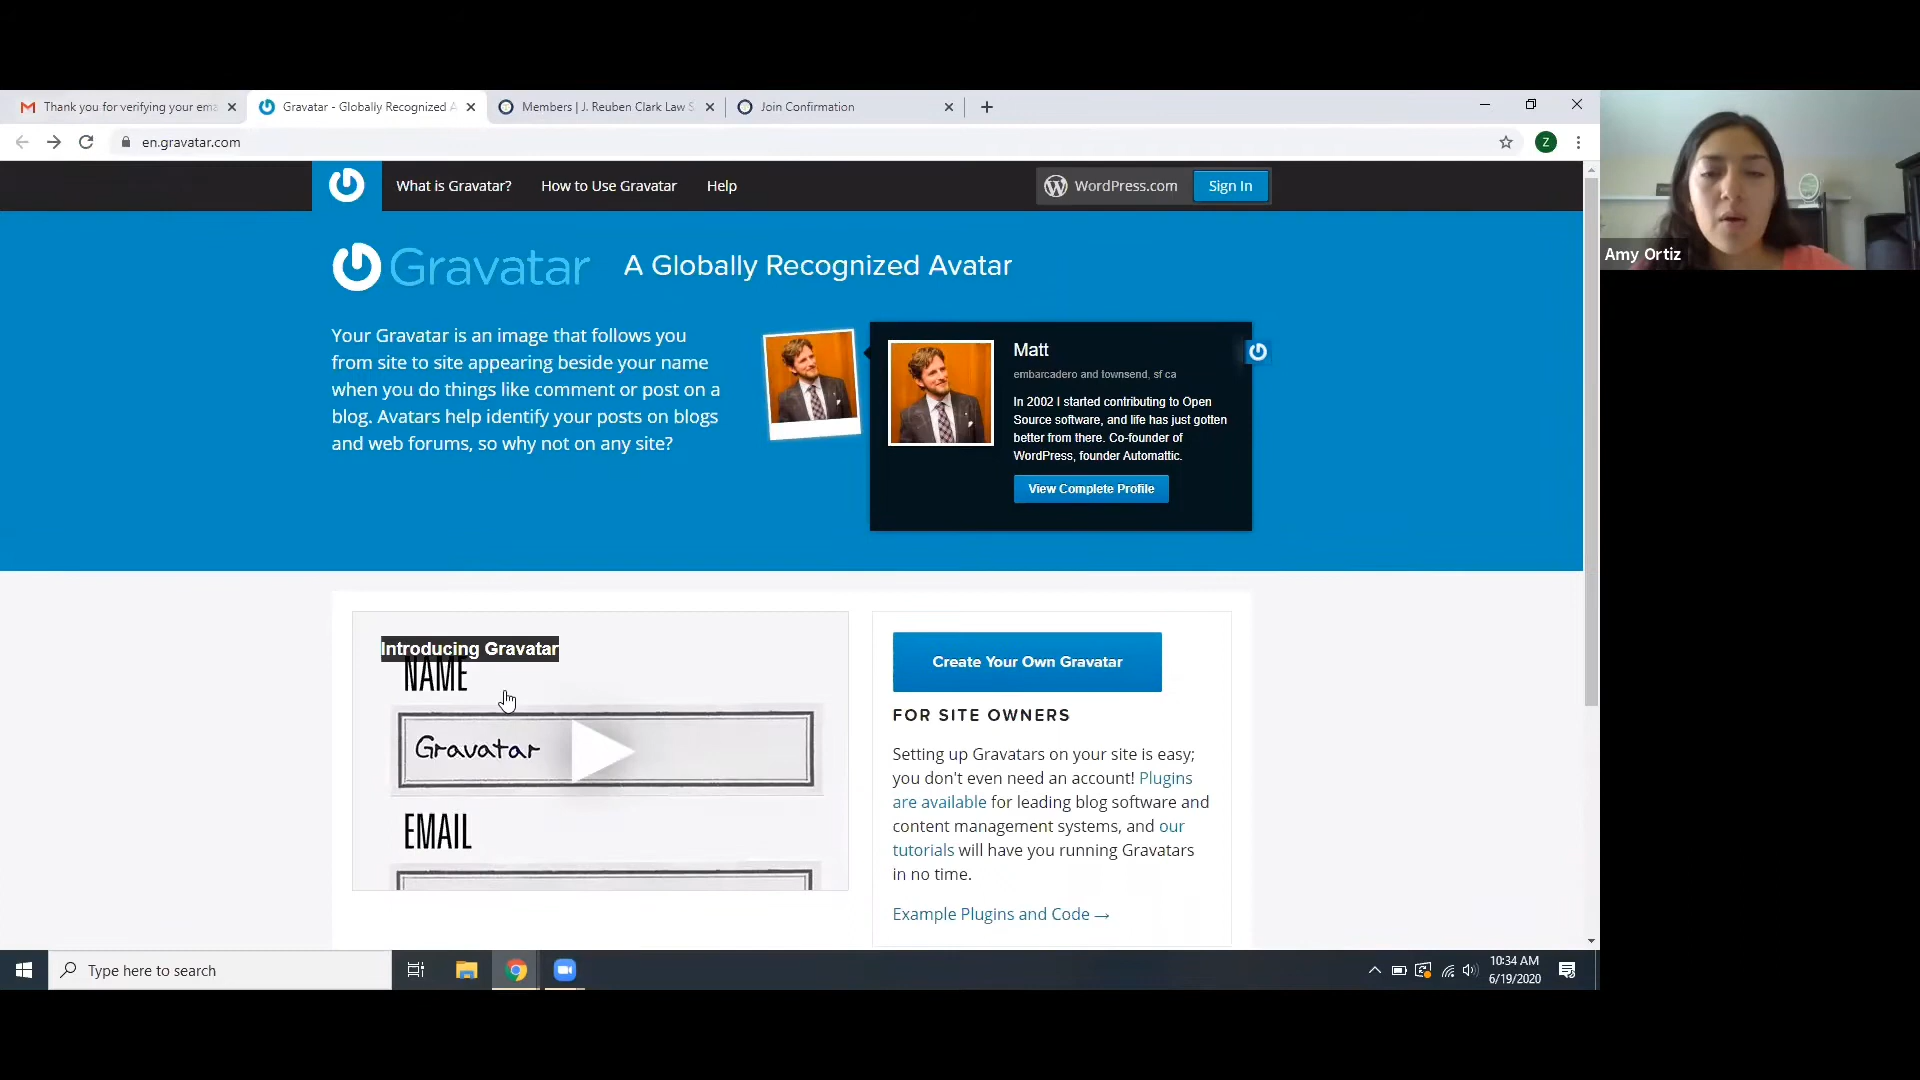 Thank you for verifying your ema
Gravatar - Globally Recognized A
Members | J. Reuben Clark Law S
Join Confirmation
en.gravatar.com
Z
What is Gravatar?
How to Use Gravatar
Help
WordPress.com
Sign In
Amy Ortiz
Gravatar
A Globally Recognized Avatar
Your Gravatar is an image that follows you
from site to site appearing beside your name
when you do things like comment or post on a
blog. Avatars help identify your posts on blogs
and web forums, so why not on any site?
Matt
embarcadero and townsend, sf ca
In 2002 I started contributing to Open
Source software, and life has just gotten
better from there. Co-founder of
WordPress, founder Automattic.
View Complete Profile
Introducing Gravatar
NAME
Gravatar
EMAIL
Create Your Own Gravatar
FOR SITE OWNERS
Setting up Gravatars on your site is easy;
you don't even need an account! Plugins
are available for leading blog software and
content management systems, and our
tutorials will have you running Gravatars
in no time.
Example Plugins and Code →
Type here to search
10:34 AM
6/19/2020